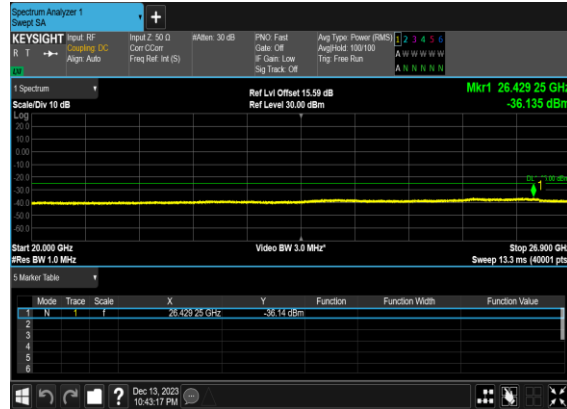 Spectrum Analyzer 1
Swept SA
+
KEYSIGHT Input: RF Input Z: 50 Ω #Atten: 30 dB PNO: Fast Avg Type: Power (RMS) 1 2 3 4 5 6
R T Coupling: DC Corr CCorr Gate: Off Avg|Hold: 100/100 A W W W W W
Align: Auto Freq Ref: Int (S) IF Gain: Low Trig: Free Run
Sig Track: Off A N N N N N
1 Spectrum Ref Lvl Offset 15.59 dB Mkr1 26.429 25 GHz
Scale/Div 10 dB Ref Level 30.00 dBm -36.135 dBm
Log
20.0
10.0
0.00
-10.0
-20.0
-30.0
-40.0
-50.0
-60.0
1
Start 20.000 GHz Video BW 3.0 MHz* Stop 26.900 GHz
#Res BW 1.0 MHz Sweep 13.3 ms (40001 pts)
5 Marker Table
Mode Trace Scale X Y Function Function Width Function Value
1 N 1 f 26.429 25 GHz -36.14 dBm
2
3
4
5
6
? Dec 13, 2023
10:43:17 PM